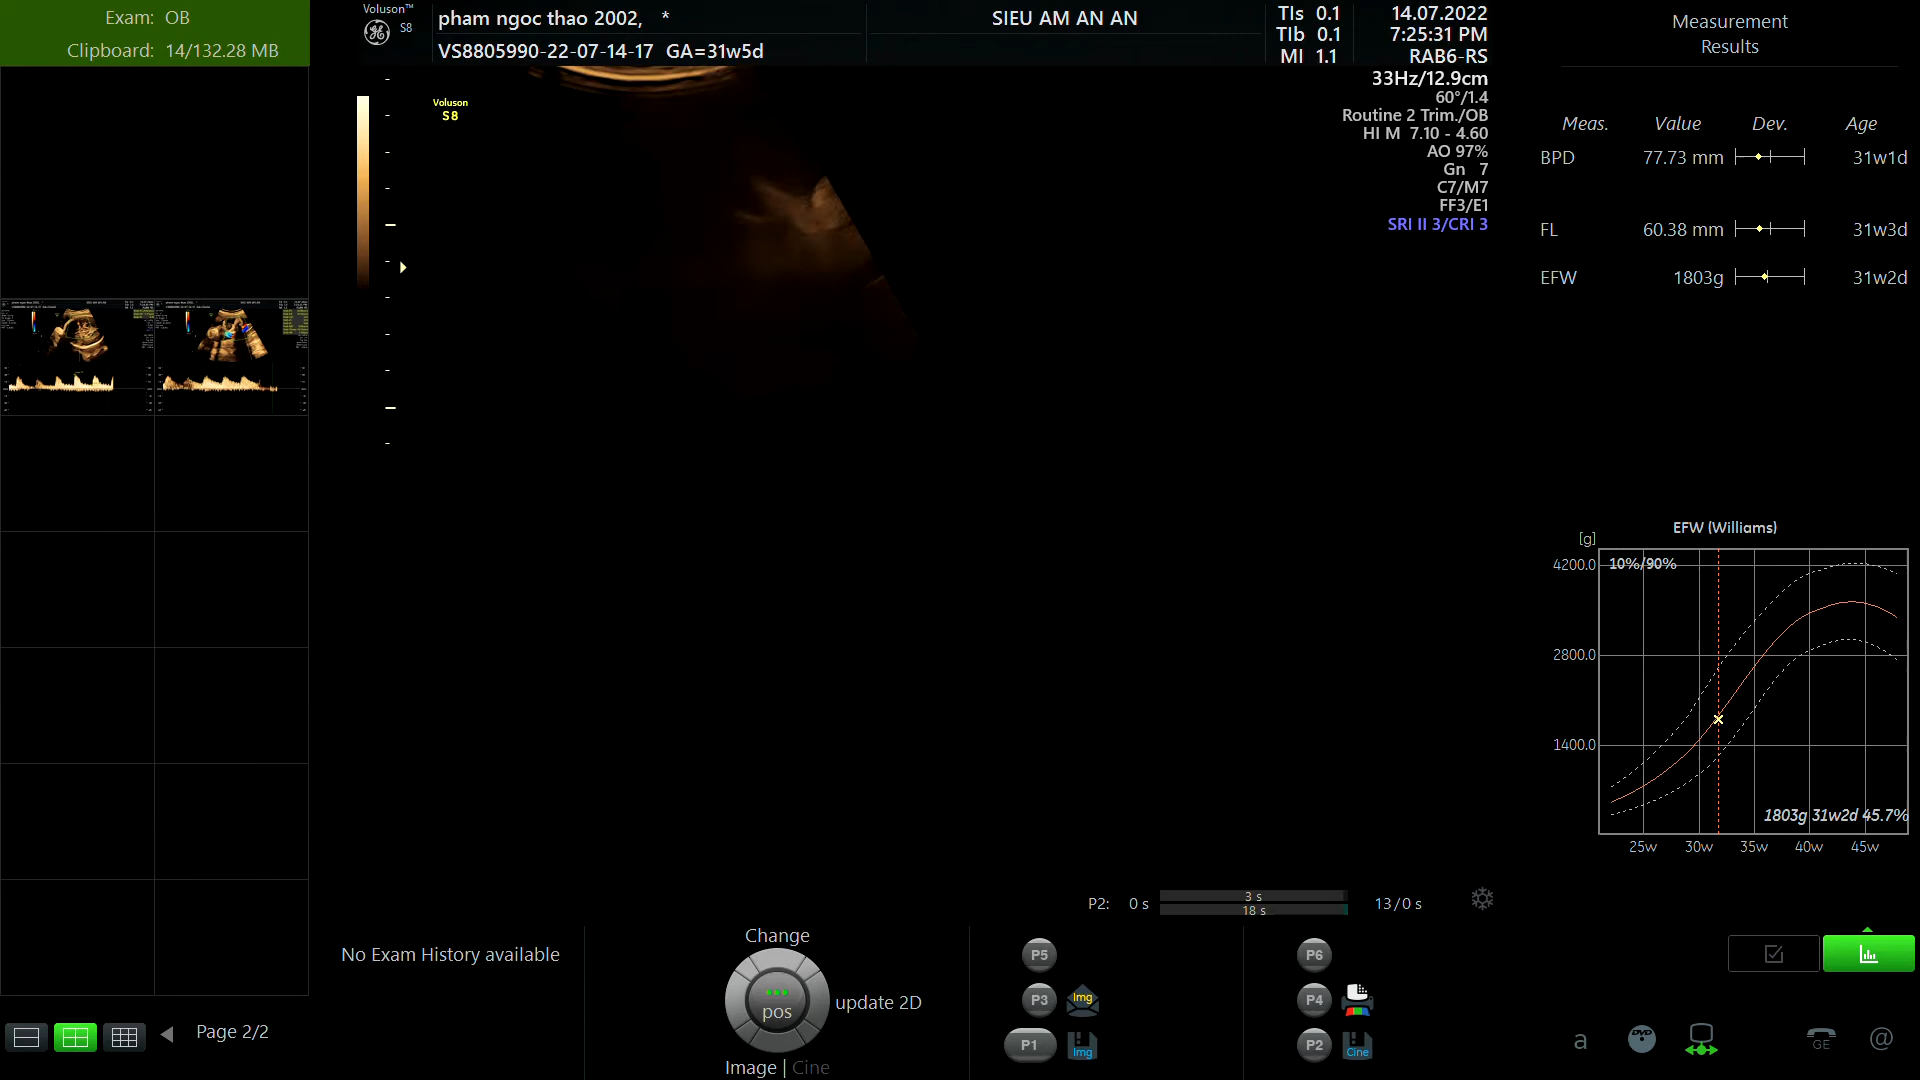 Exam: OB
Clipboard: 14/132.28 MB
Voluson™
S8
pham ngoc thao 2002, *
VS8805990-22-07-14-17 GA=31w5d
SIEU AM AN AN
TIs 0.1
TIb 0.1
MI 1.1
14.07.2022
7:25:31 PM
RAB6-RS
33Hz/12.9cm
60°/1.4
Routine 2 Trim./OB
HI M 7.10 - 4.60
AO 97%
Gn 7
C7/M7
FF3/E1
SRI II 3/CRI 3
Voluson
S8
Measurement
Results
Meas. Value Dev. Age
BPD 77.73 mm 31w1d
FL 60.38 mm 31w3d
EFW 1803g 31w2d
EFW (Williams)
[g]
10%/90%
4200.0
2800.0
1400.0
1803g 31w2d 45.7%
25w 30w 35w 40w 45w
P2: 0 s 3 s 13/0 s
18 s
No Exam History available
Change
pos
update 2D
Image | Cine
P5
P3 Img
P1 Img
P6
P4
P2 Cine
Page 2/2
a DVD GE @